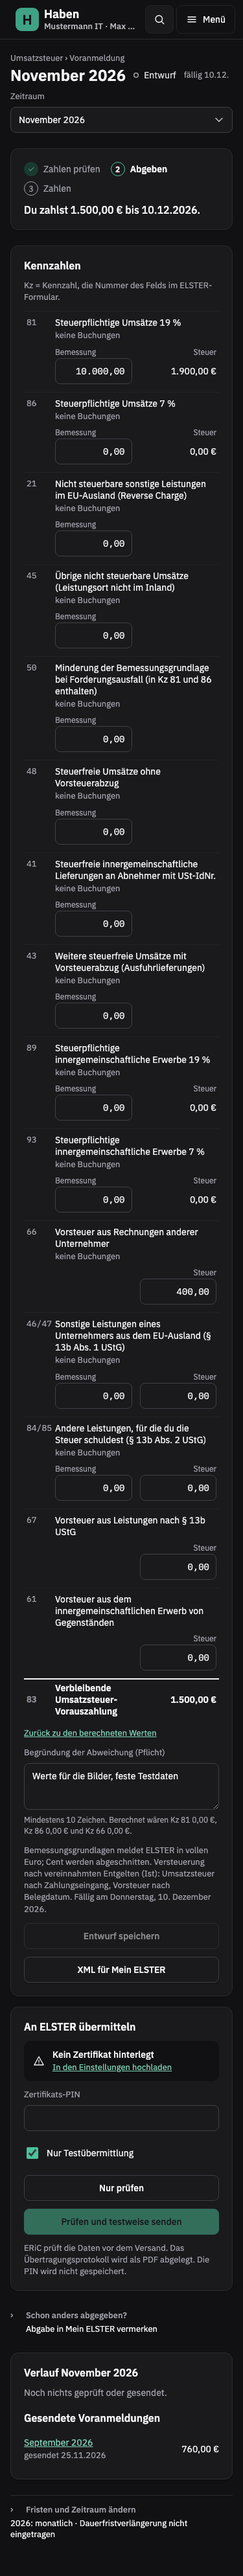 H
Haben
Mustermann IT · Max ...
Menü
Umsatzsteuer › Voranmeldung
November 2026
Entwurf
fällig 10.12.
Zeitraum
November 2026
Zahlen prüfen
2 Abgeben
3 Zahlen
Du zahlst 1.500,00 € bis 10.12.2026.
Kennzahlen
Kz = Kennzahl, die Nummer des Felds im ELSTER-
Formular.
81 Steuerpflichtige Umsätze 19 %
keine Buchungen
Bemessung Steuer
10.000,00 1.900,00 €
86 Steuerpflichtige Umsätze 7 %
keine Buchungen
Bemessung Steuer
0,00 0,00 €
21 Nicht steuerbare sonstige Leistungen
im EU-Ausland (Reverse Charge)
keine Buchungen
Bemessung
0,00
45 Übrige nicht steuerbare Umsätze
(Leistungsort nicht im Inland)
keine Buchungen
Bemessung
0,00
50 Minderung der Bemessungsgrundlage
bei Forderungsausfall (in Kz 81 und 86
enthalten)
keine Buchungen
Bemessung
0,00
48 Steuerfreie Umsätze ohne
Vorsteuerabzug
keine Buchungen
Bemessung
0,00
41 Steuerfreie innergemeinschaftliche
Lieferungen an Abnehmer mit USt-IdNr.
keine Buchungen
Bemessung
0,00
43 Weitere steuerfreie Umsätze mit
Vorsteuerabzug (Ausfuhrlieferungen)
keine Buchungen
Bemessung
0,00
89 Steuerpflichtige
innergemeinschaftliche Erwerbe 19 %
keine Buchungen
Bemessung Steuer
0,00 0,00 €
93 Steuerpflichtige
innergemeinschaftliche Erwerbe 7 %
keine Buchungen
Bemessung Steuer
0,00 0,00 €
66 Vorsteuer aus Rechnungen anderer
Unternehmer
keine Buchungen
Steuer
400,00
46/47 Sonstige Leistungen eines
Unternehmers aus dem EU-Ausland (§
13b Abs. 1 UStG)
keine Buchungen
Bemessung Steuer
0,00 0,00
84/85 Andere Leistungen, für die du die
Steuer schuldest (§ 13b Abs. 2 UStG)
keine Buchungen
Bemessung Steuer
0,00 0,00
67 Vorsteuer aus Leistungen nach § 13b
UStG
Steuer
0,00
61 Vorsteuer aus dem
innergemeinschaftlichen Erwerb von
Gegenständen
Steuer
0,00
Verbleibende
83 Umsatzsteuer- 1.500,00 €
Vorauszahlung
Zurück zu den berechneten Werten
Begründung der Abweichung (Pflicht)
Werte für die Bilder, feste Testdaten
Mindestens 10 Zeichen. Berechnet wären Kz 81 0,00 €,
Kz 86 0,00 € und Kz 66 0,00 €.
Bemessungsgrundlagen meldet ELSTER in vollen
Euro; Cent werden abgeschnitten. Versteuerung
nach vereinnahmten Entgelten (Ist): Umsatzsteuer
nach Zahlungseingang, Vorsteuer nach
Belegdatum. Fällig am Donnerstag, 10. Dezember
2026.
Entwurf speichern
XML für Mein ELSTER
An ELSTER übermitteln
Kein Zertifikat hinterlegt
In den Einstellungen hochladen
Zertifikats-PIN
Nur Testübermittlung
Nur prüfen
Prüfen und testweise senden
ERiC prüft die Daten vor dem Versand. Das
Übertragungsprotokoll wird als PDF abgelegt. Die
PIN wird nicht gespeichert.
› Schon anders abgegeben?
Abgabe in Mein ELSTER vermerken
Verlauf November 2026
Noch nichts geprüft oder gesendet.
Gesendete Voranmeldungen
September 2026
gesendet 25.11.2026
760,00 €
› Fristen und Zeitraum ändern
2026: monatlich · Dauerfristverlängerung nicht
eingetragen